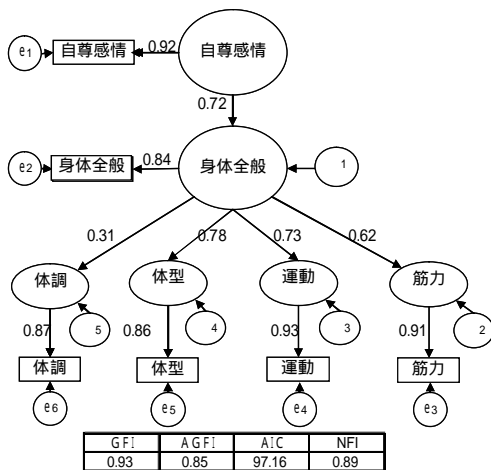 e1 自尊感情 0.92 自尊感情
0.72
e2 身体全般 0.84 身体全般 1
0.31 0.78 0.73 0.62
体調 体型 運動 筋力
0.87 5 0.86 4 0.93 3 0.91 2
体調 体型 運動 筋力
e6 e5 e4 e3
GFI AGFI AIC NFI
0.93 0.85 97.16 0.89